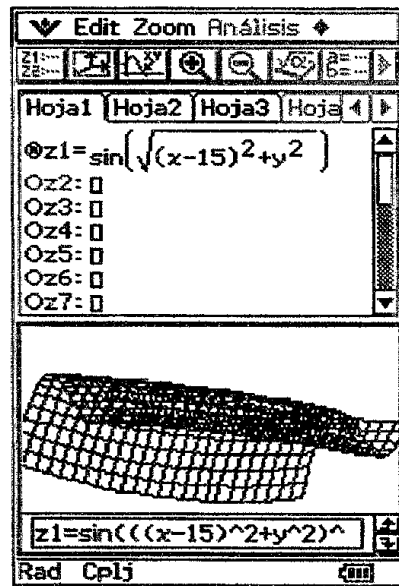 Edit Zoom Análisis
Hoja1 Hoja2 Hoja3 Hoja
z1=sin(√((x-15)²+y²))
z2:
z3:
z4:
z5:
z6:
z7:
z1=sin(((x-15)^2+y^2)^
Rad Cplj